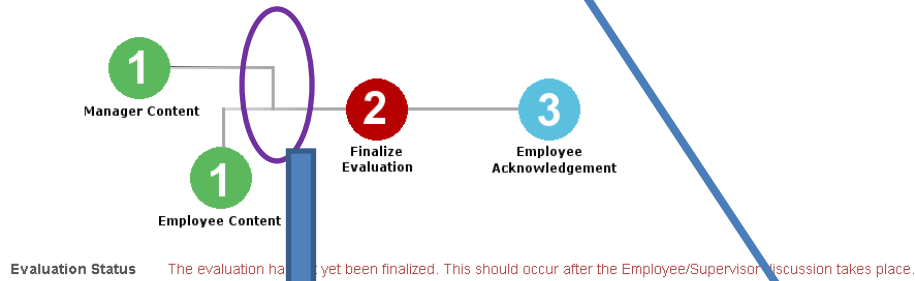 1
Manager Content
2
Finalize
Evaluation
3
Employee
Acknowledgement
1
Employee Content
Evaluation Status The evaluation yet been finalized. This should occur after the Employee/Supervisor discussion takes place.